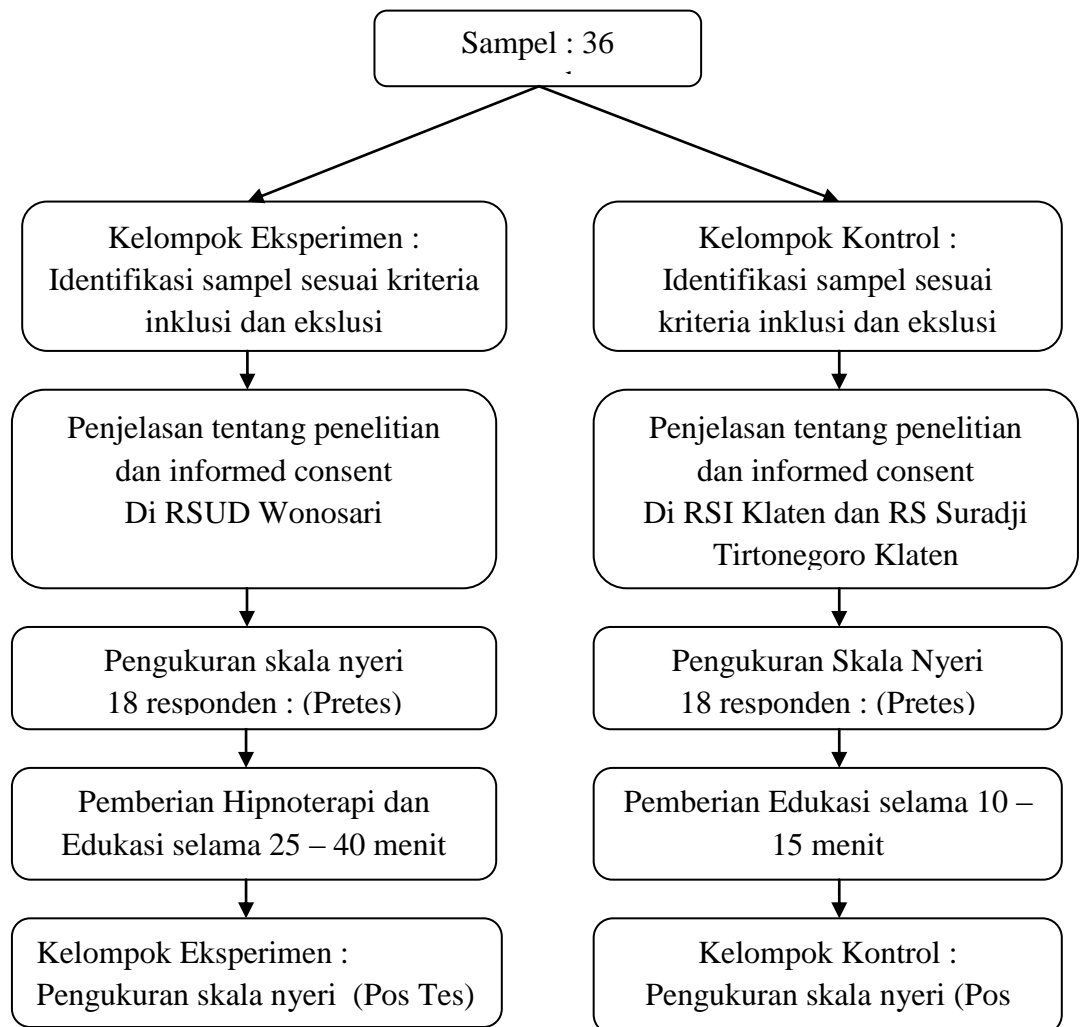 Sampel : 36
Kelompok Eksperimen :
Identifikasi sampel sesuai kriteria
inklusi dan ekslusi
Kelompok Kontrol :
Identifikasi sampel sesuai
kriteria inklusi dan ekslusi
Penjelasan tentang penelitian
dan informed consent
Di RSUD Wonosari
Penjelasan tentang penelitian
dan informed consent
Di RSI Klaten dan RS Suradji
Tirtonegoro Klaten
Pengukuran skala nyeri
18 responden : (Pretes)
Pengukuran Skala Nyeri
18 responden : (Pretes)
Pemberian Hipnoterapi dan
Edukasi selama 25 – 40 menit
Pemberian Edukasi selama 10 –
15 menit
Kelompok Eksperimen :
Pengukuran skala nyeri (Pos Tes)
Kelompok Kontrol :
Pengukuran skala nyeri (Pos